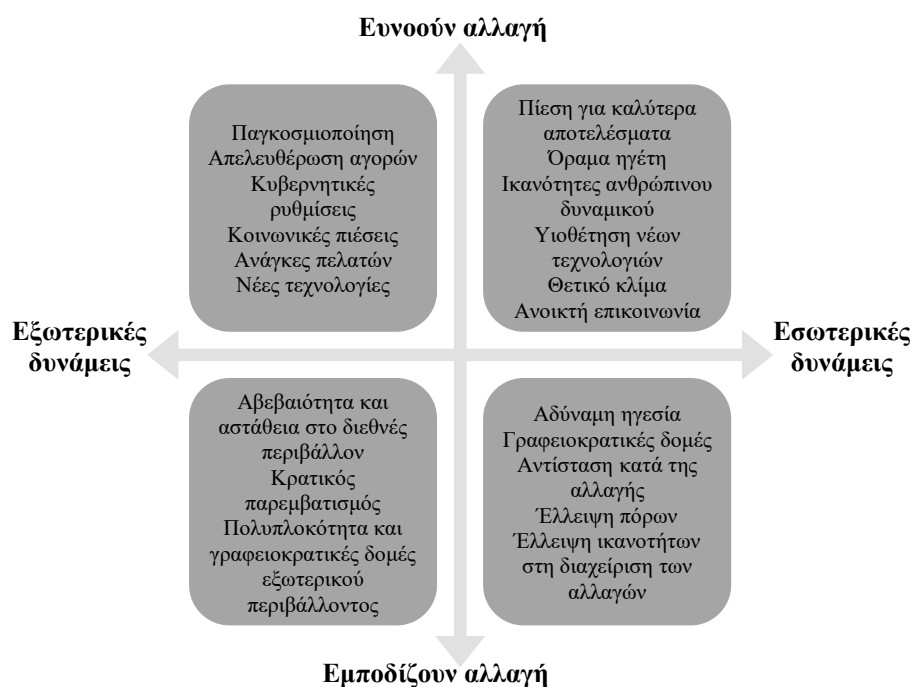 Ευνοούν αλλαγή
Παγκοσμιοποίηση
Απελευθέρωση αγορών
Κυβερνητικές
ρυθμίσεις
Κοινωνικές πιέσεις
Ανάγκες πελατών
Νέες τεχνολογίες
Πίεση για καλύτερα
αποτελέσματα
Όραμα ηγέτη
Ικανότητες ανθρώπινου
δυναμικού
Υιοθέτηση νέων
τεχνολογιών
Θετικό κλίμα
Ανοικτή επικοινωνία
Εξωτερικές
δυνάμεις
Εσωτερικές
δυνάμεις
Αβεβαιότητα και
αστάθεια στο διεθνές
περιβάλλον
Κρατικός
παρεμβατισμός
Πολυπλοκότητα και
γραφειοκρατικές δομές
εξωτερικού
περιβάλλοντος
Αδύναμη ηγεσία
Γραφειοκρατικές δομές
Αντίσταση κατά της
αλλαγής
Έλλειψη πόρων
Έλλειψη ικανοτήτων
στη διαχείριση των
αλλαγών
Εμποδίζουν αλλαγή